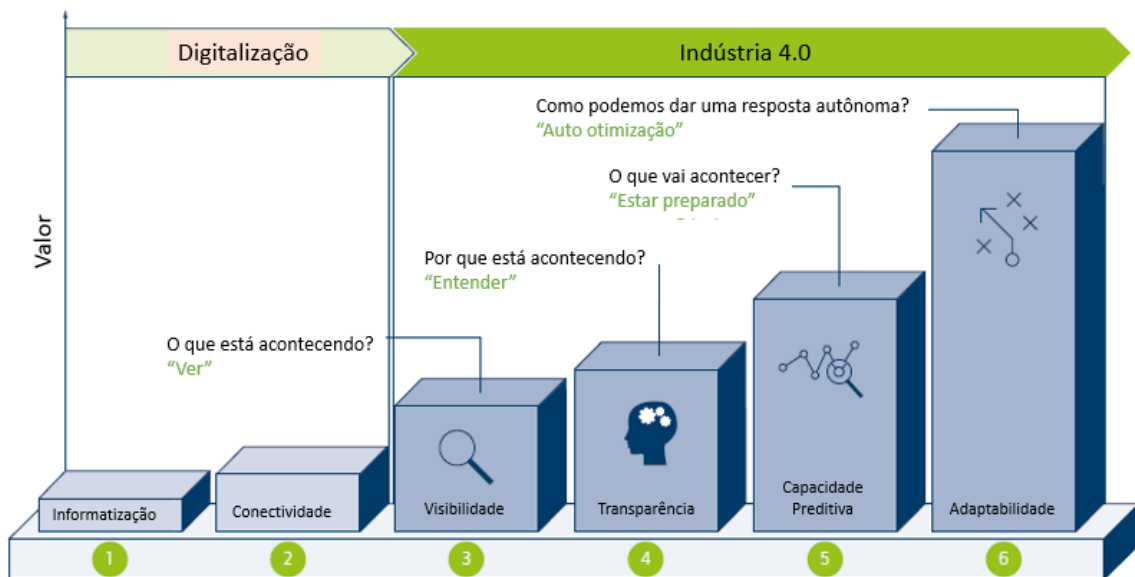 Digitalização
Indústria 4.0
Como podemos dar uma resposta autônoma?
“Auto otimização”
O que vai acontecer?
“Estar preparado”
Por que está acontecendo?
“Entender”
O que está acontecendo?
“Ver”
Valor
Informatização
Conectividade
Visibilidade
Transparência
Capacidade
Preditiva
Adaptabilidade
1
2
3
4
5
6